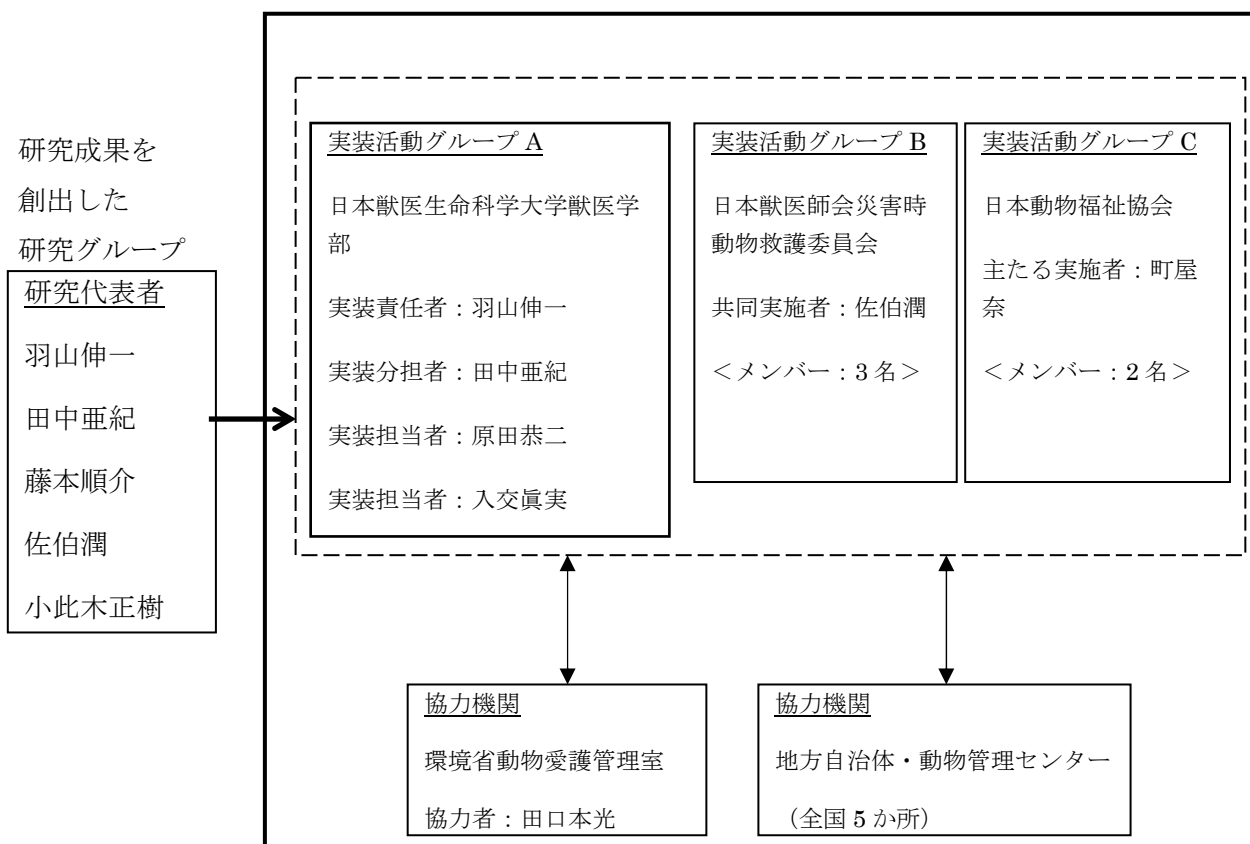 研究成果を
創出した
研究グループ
研究代表者
羽山伸一
田中亜紀
藤本順介
佐伯潤
小此木正樹
実装活動グループ A
日本獣医生命科学大学獣医学
部
実装責任者：羽山伸一
実装分担者：田中亜紀
実装担当者：原田恭二
実装担当者：入交眞実
実装活動グループ B
日本獣医師会災害時
動物救護委員会
共同実施者：佐伯潤
＜メンバー：3 名＞
実装活動グループ C
日本動物福祉協会
主たる実施者：町屋
奈
＜メンバー：2 名＞
協力機関
環境省動物愛護管理室
協力者：田口本光
協力機関
地方自治体・動物管理センター
（全国 5 か所）